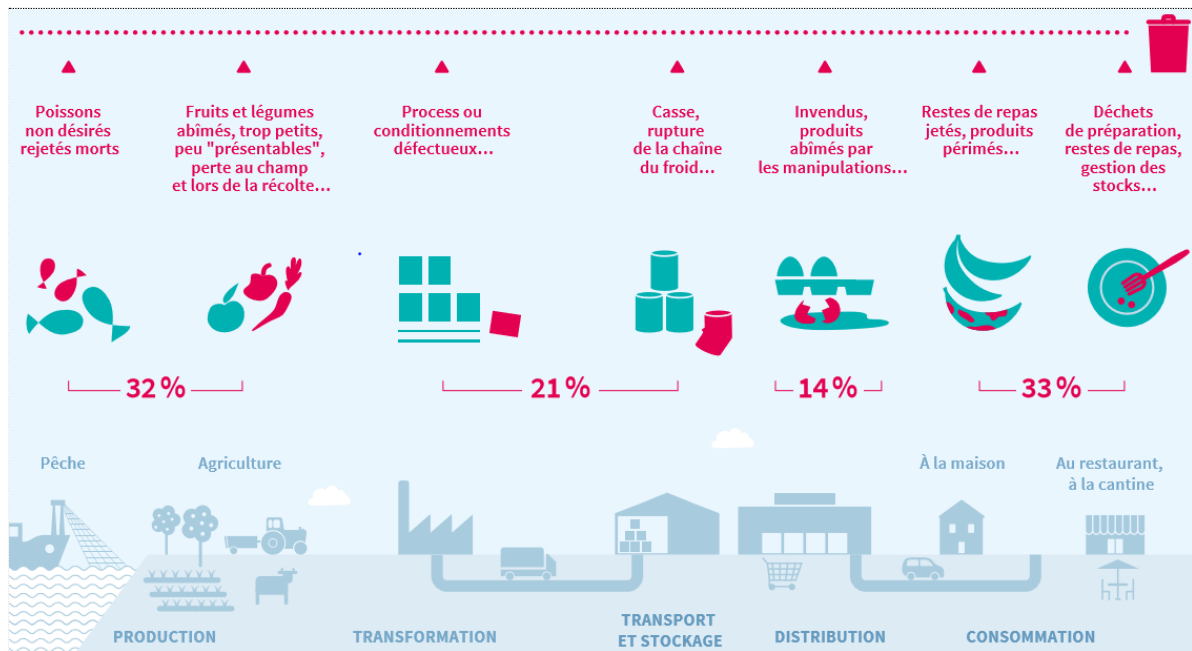 Poissons
non désirés
rejetés morts
Fruits et légumes
abîmés, trop petits,
peu "présentables",
perte au champ
et lors de la récolte...
Process ou
conditionnements
défectueux...
Casse,
rupture
de la chaîne
du froid...
Invendus,
produits
abîmés par
les manipulations...
Restes de repas
jetés, produits
périmés...
Déchets
de préparation,
restes de repas,
gestion des
stocks...
32 %
21 %
14 %
33 %
Pêche
Agriculture
À la maison
Au restaurant,
à la cantine
PRODUCTION
TRANSFORMATION
TRANSPORT
ET STOCKAGE
DISTRIBUTION
CONSOMMATION